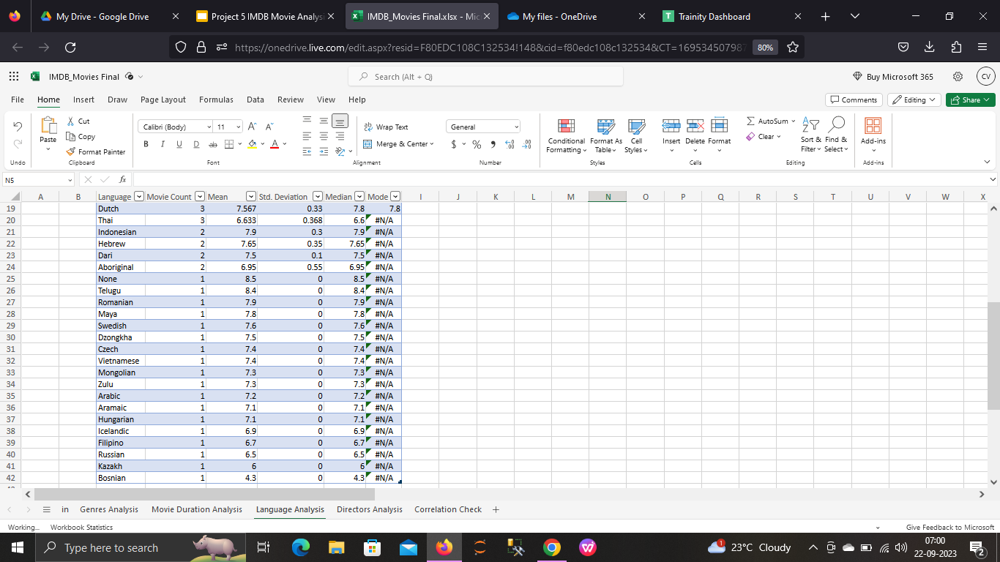 My Drive - Google Drive Project 5 IMDB Movie Analysi IMDB_Movies Final.xlsx - Mic My files - OneDrive T Trainity Dashboard
https://onedrive.live.com/edit.aspx?resid=F80EDC108C132534!148&cid=f80edc108c132534&CT=169534507987 80%
IMDB_Movies Final Search (Alt + Q) Buy Microsoft 365 CV
File Home Insert Draw Page Layout Formulas Data Review View Help Comments Editing Share
Paste Cut Copy Format Painter
Calibri (Body) 11 A A
B I U D ab A
Wrap Text
Merge & Center
General
$ % 9 .00 .00
Conditional Formatting Format As Table Cell Styles
Insert Delete Format
AutoSum Clear
Sort & Filter Find & Select
Add-ins
Undo Clipboard Font Alignment Number Styles Cells Editing Add-ins
N5 fx
A B Language Movie Count Mean Std. Deviation Median Mode I J K L M N O P Q R S T U V W X
19 Dutch 3 7.567 0.33 7.8 7.8
20 Thai 3 6.633 0.368 6.6 #N/A
21 Indonesian 2 7.9 0.3 7.9 #N/A
22 Hebrew 2 7.65 0.35 7.65 #N/A
23 Dari 2 7.5 0.1 7.5 #N/A
24 Aboriginal 2 6.95 0.55 6.95 #N/A
25 None 1 8.5 0 8.5 #N/A
26 Telugu 1 8.4 0 8.4 #N/A
27 Romanian 1 7.9 0 7.9 #N/A
28 Maya 1 7.8 0 7.8 #N/A
29 Swedish 1 7.6 0 7.6 #N/A
30 Dzongkha 1 7.5 0 7.5 #N/A
31 Czech 1 7.4 0 7.4 #N/A
32 Vietnamese 1 7.4 0 7.4 #N/A
33 Mongolian 1 7.3 0 7.3 #N/A
34 Zulu 1 7.3 0 7.3 #N/A
35 Arabic 1 7.2 0 7.2 #N/A
36 Aramaic 1 7.1 0 7.1 #N/A
37 Hungarian 1 7.1 0 7.1 #N/A
38 Icelandic 1 6.9 0 6.9 #N/A
39 Filipino 1 6.7 0 6.7 #N/A
40 Russian 1 6.5 0 6.5 #N/A
41 Kazakh 1 6 0 6 #N/A
42 Bosnian 1 4.3 0 4.3 #N/A
in Genres Analysis Movie Duration Analysis Language Analysis Directors Analysis Correlation Check
Working... Workbook Statistics Give Feedback to Microsoft
Type here to search 1 23°C Cloudy 07:00
22-09-2023 2